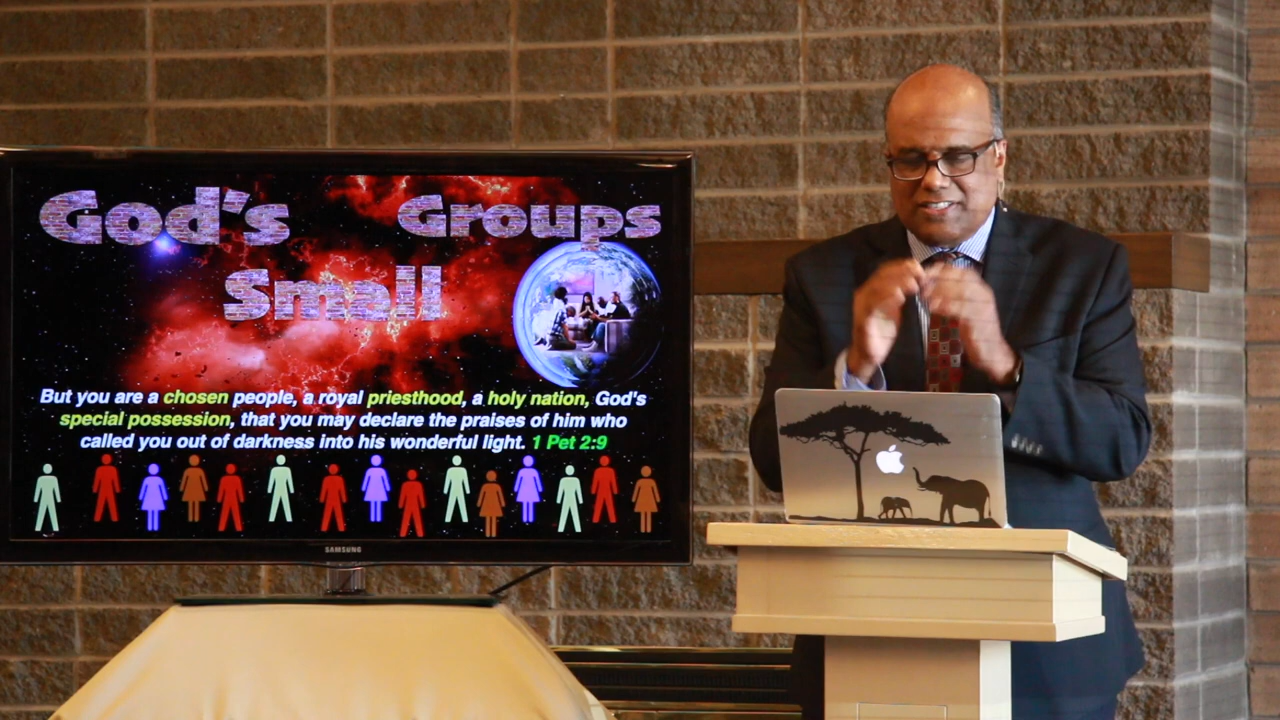 God's Groups
Small
But you are a chosen people, a royal priesthood, a holy nation, God's
special possession, that you may declare the praises of him who
called you out of darkness into his wonderful light. 1 Pet 2:9
SAMSUNG